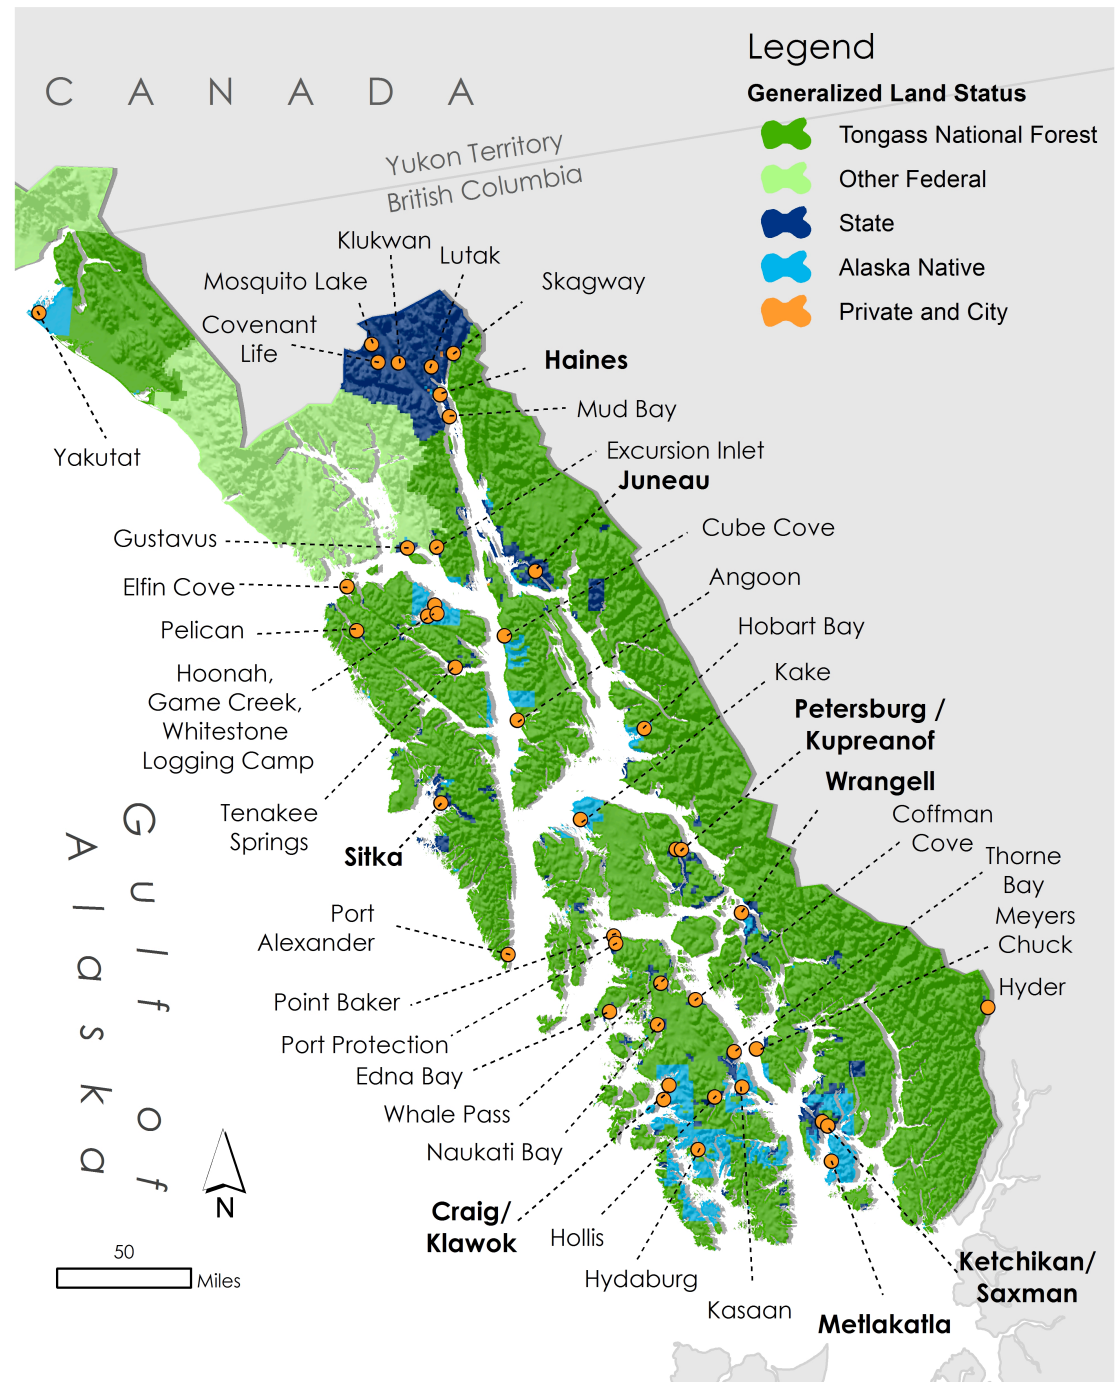 Legend
Generalized Land Status
Tongass National Forest
Other Federal
State
Alaska Native
Private and City
CANADA
Yukon Territory
British Columbia
Klukwan
Lutak
Mosquito Lake
Skagway
Covenant
Life
Haines
Mud Bay
Yakutat
Excursion Inlet
Juneau
Gustavus
Cube Cove
Elfin Cove
Angoon
Pelican
Hobart Bay
Hoonah,
Game Creek,
Whitestone
Logging Camp
Kake
Petersburg /
Kupreanof
Wrangell
Tenakee
Springs
Coffman
Cove
Sitka
Thorne
Bay
Port
Alexander
Meyers
Chuck
Hyder
Point Baker
Port Protection
Edna Bay
Whale Pass
Naukati Bay
Gulf of
Alaska
N
Craig/
Klawok
Hollis
Hydaburg
Kasaan
Ketchikan/
Saxman
Metlakatla
50
Miles